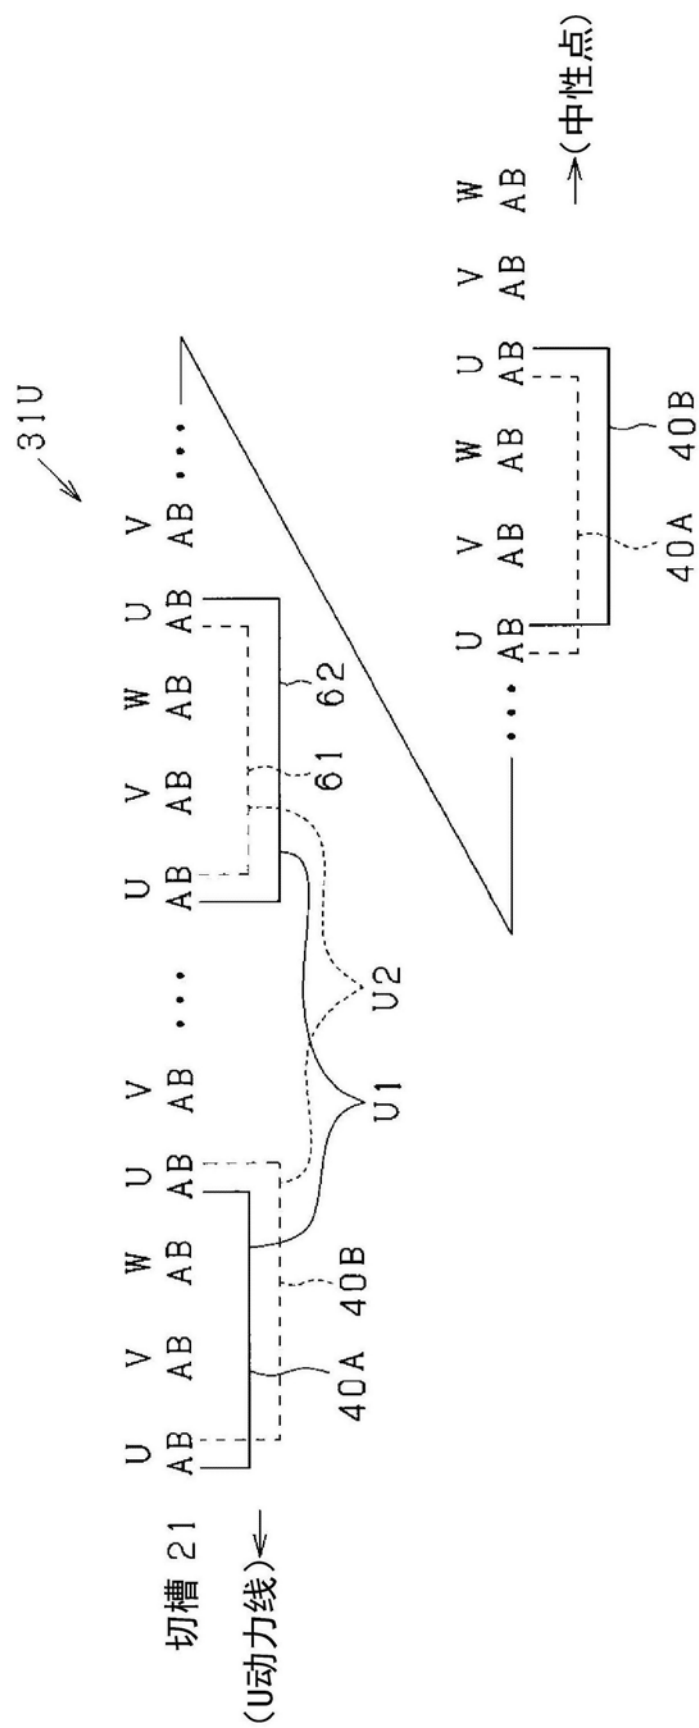 31U
切槽 21 U V W U V ••• U V W U V •••
AB AB AB AB AB AB AB AB AB AB
(U动力线)
40A 40B U1 U2 61 62
••• U V W U V W
AB AB AB AB AB AB
(中性点)
40A 40B